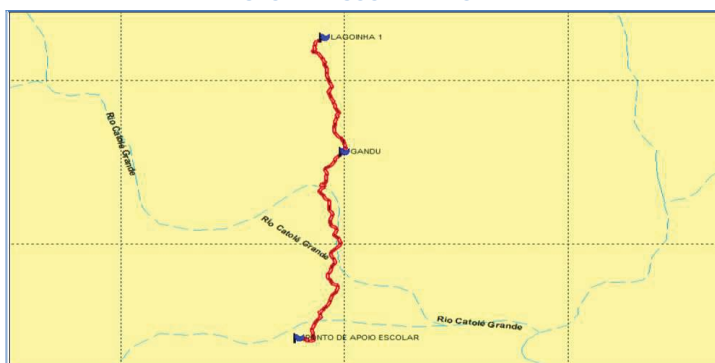 LAGOINHA 1
Rio Catolé Grande
GANDU
Rio Catolé Grande
Rio Catolé Grande
PONTO DE APOIO ESCOLAR